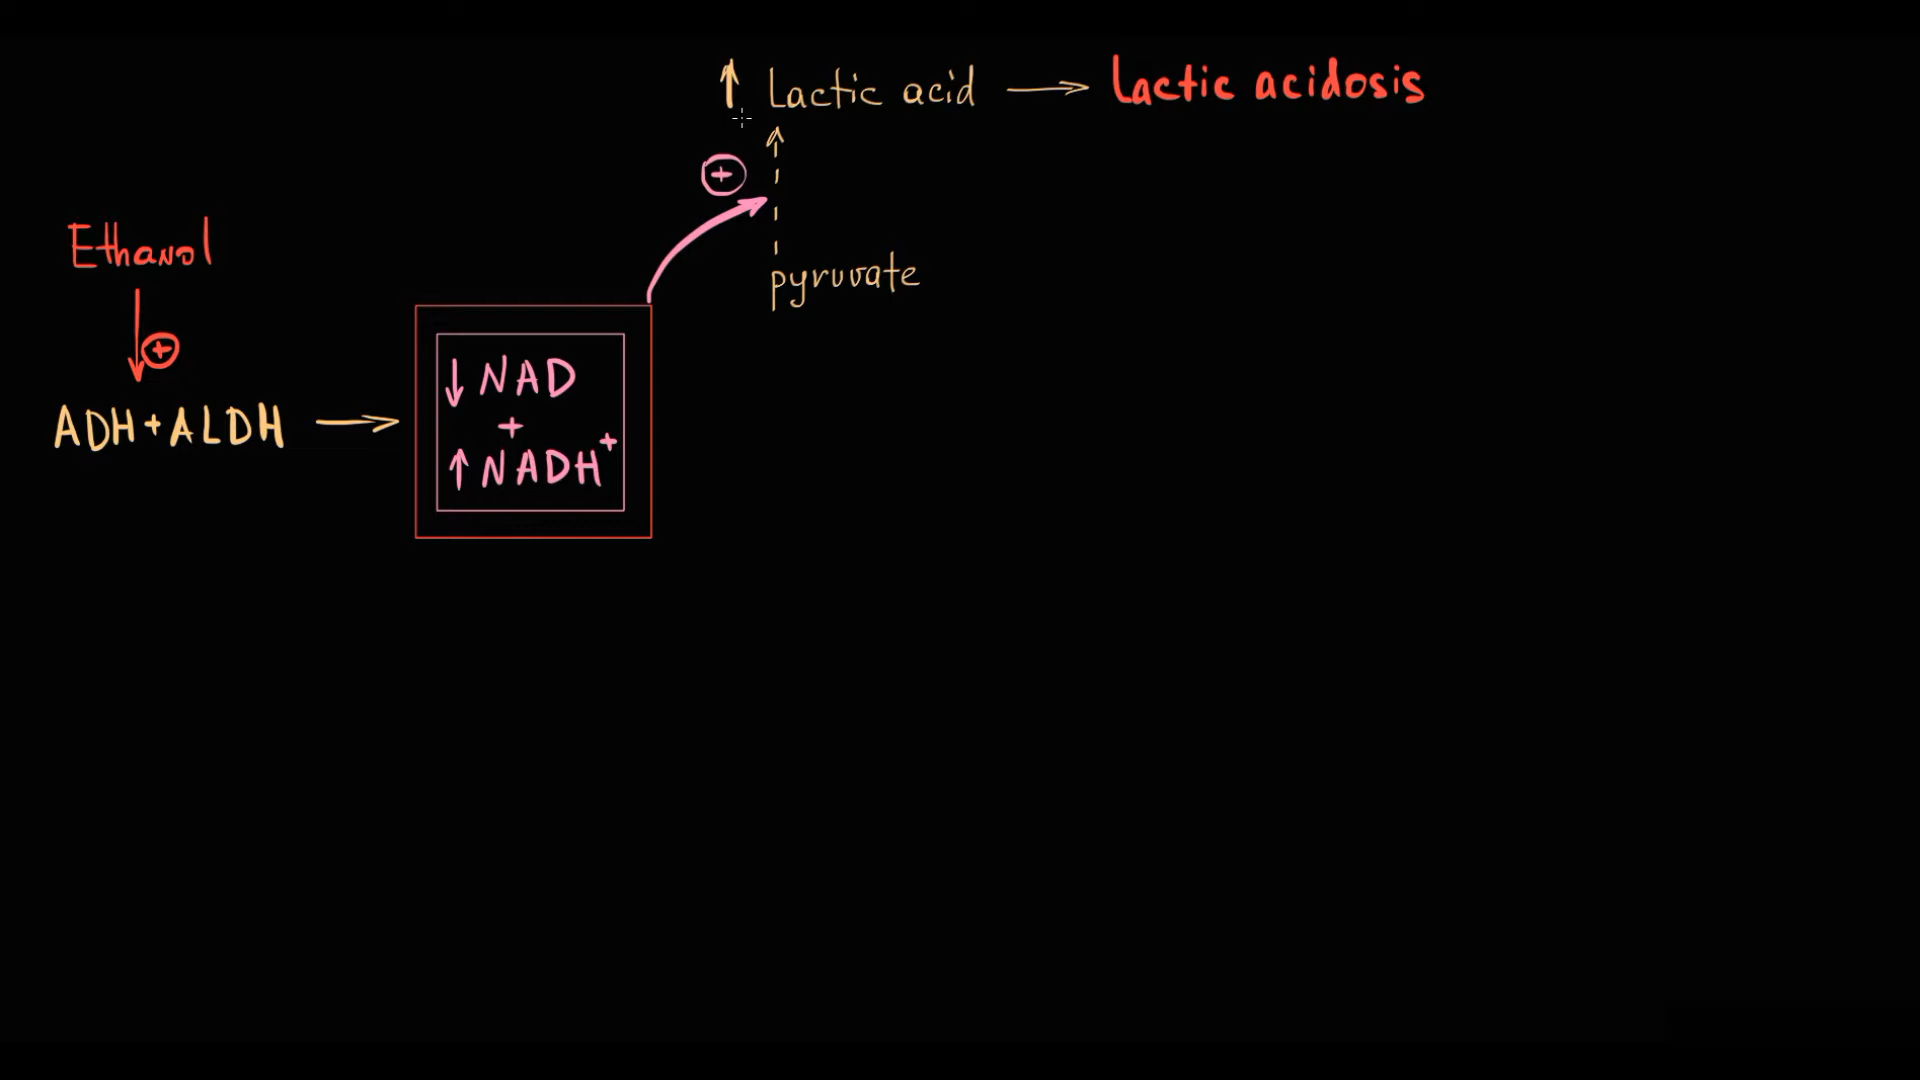 ↑ Lactic acid → Lactic acidosis
+
pyruvate
Ethanol
+
ADH+ALDH →
↓ NAD
+
↑ NADH⁺